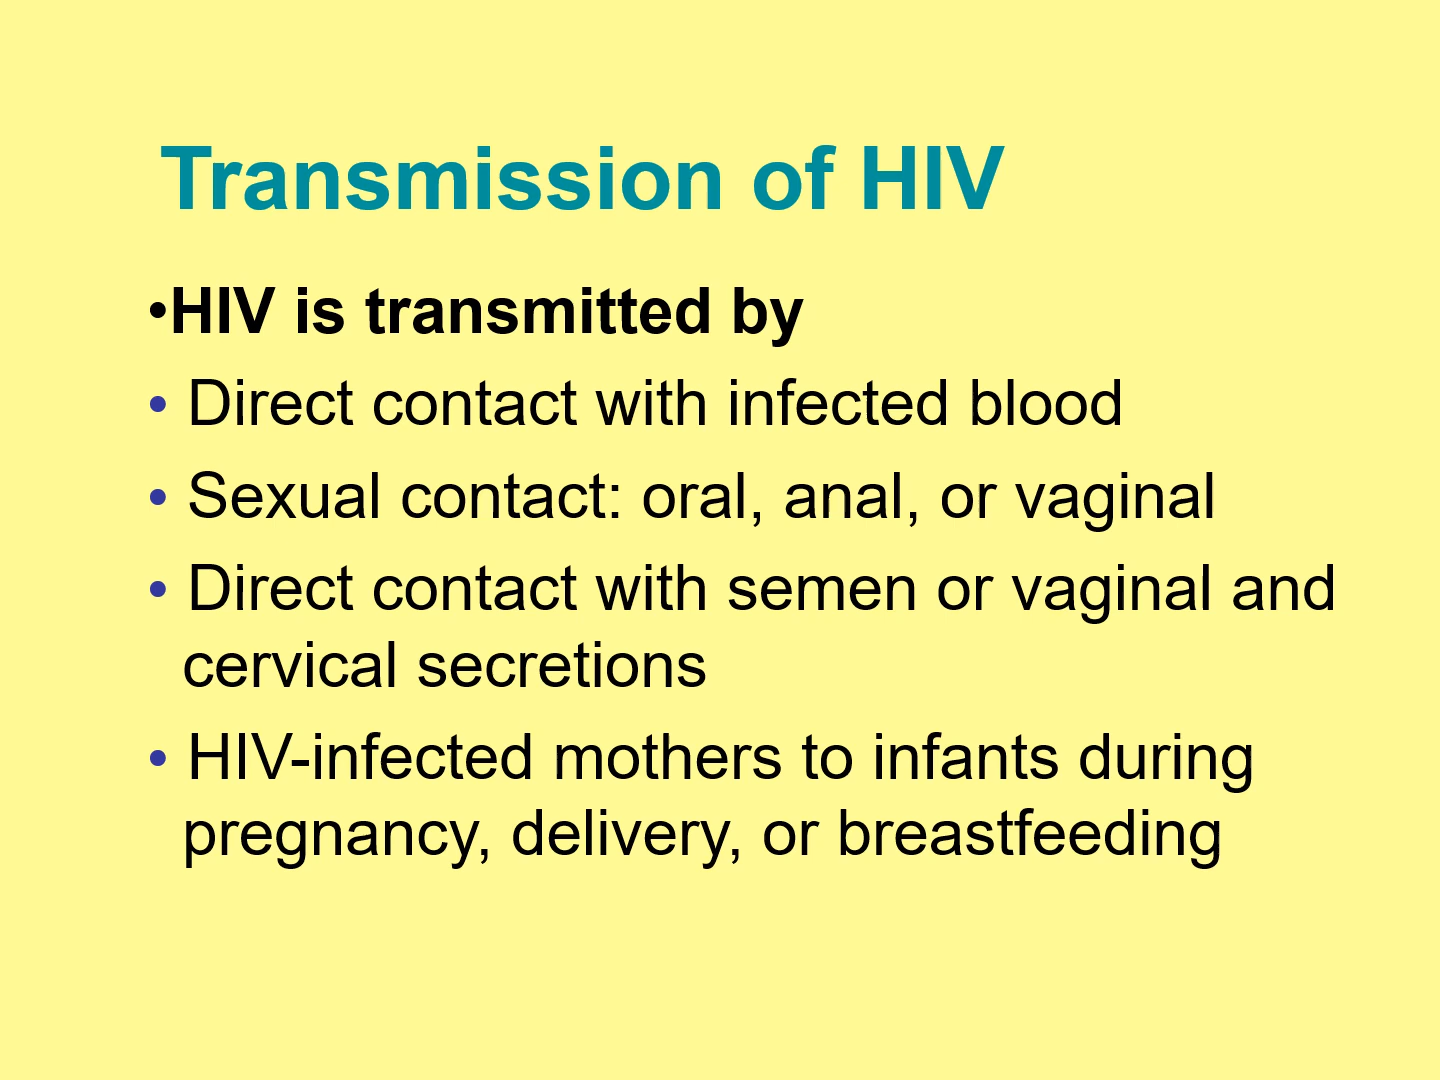 Transmission of HIV
•HIV is transmitted by
• Direct contact with infected blood
• Sexual contact: oral, anal, or vaginal
• Direct contact with semen or vaginal and
cervical secretions
• HIV-infected mothers to infants during
pregnancy, delivery, or breastfeeding